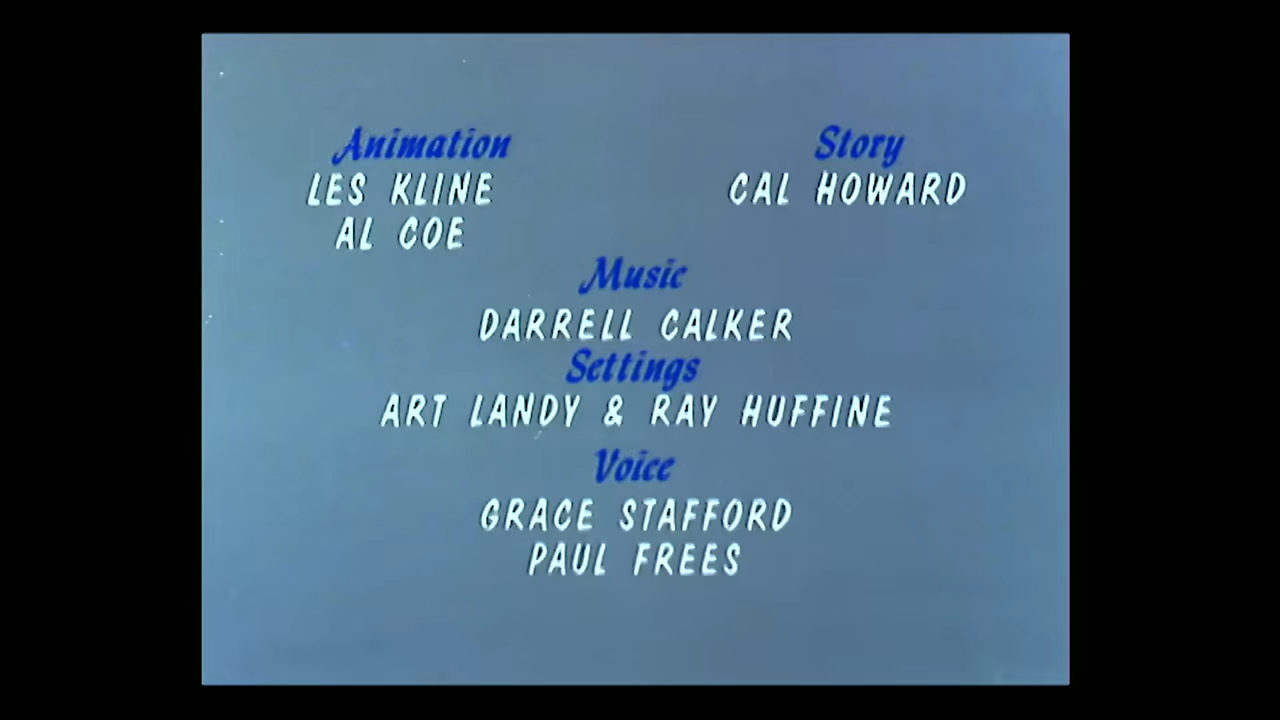 Animation
LES KLINE
AL COE
Story
CAL HOWARD
Music
DARRELL CALKER
Settings
ART LANDY & RAY HUFFINE
Voice
GRACE STAFFORD
PAUL FREES